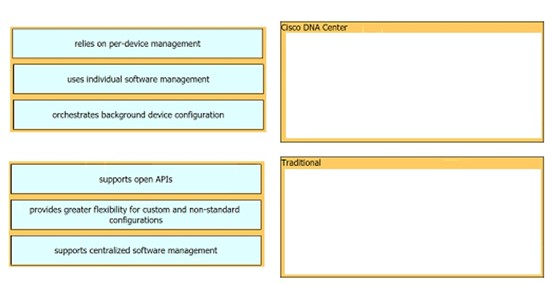 relies on per-device management
uses individual software management
orchestrates background device configuration
supports open APIs
provides greater flexibility for custom and non-standard
configurations
supports centralized software management
Cisco DNA Center
Traditional